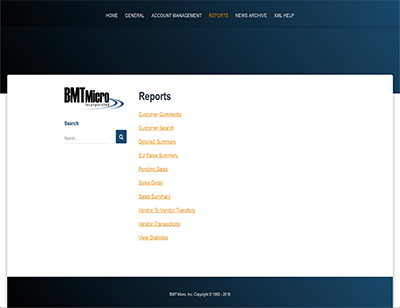 HOME GENERAL ACCOUNT MANAGEMENT REPORTS NEWS ARCHIVE XML HELP
BMT Micro
Incorporated
Reports
Customer Comments
Search
Customer Search
Search ...
Detailed Summary
EU Sales Summary
Pending Sales
Sales Detail
Sales Summary
Vendor To Vendor Transfers
Vendor Transactions
View Statistics
BMT Micro, Inc. Copyright © 1992 - 2018